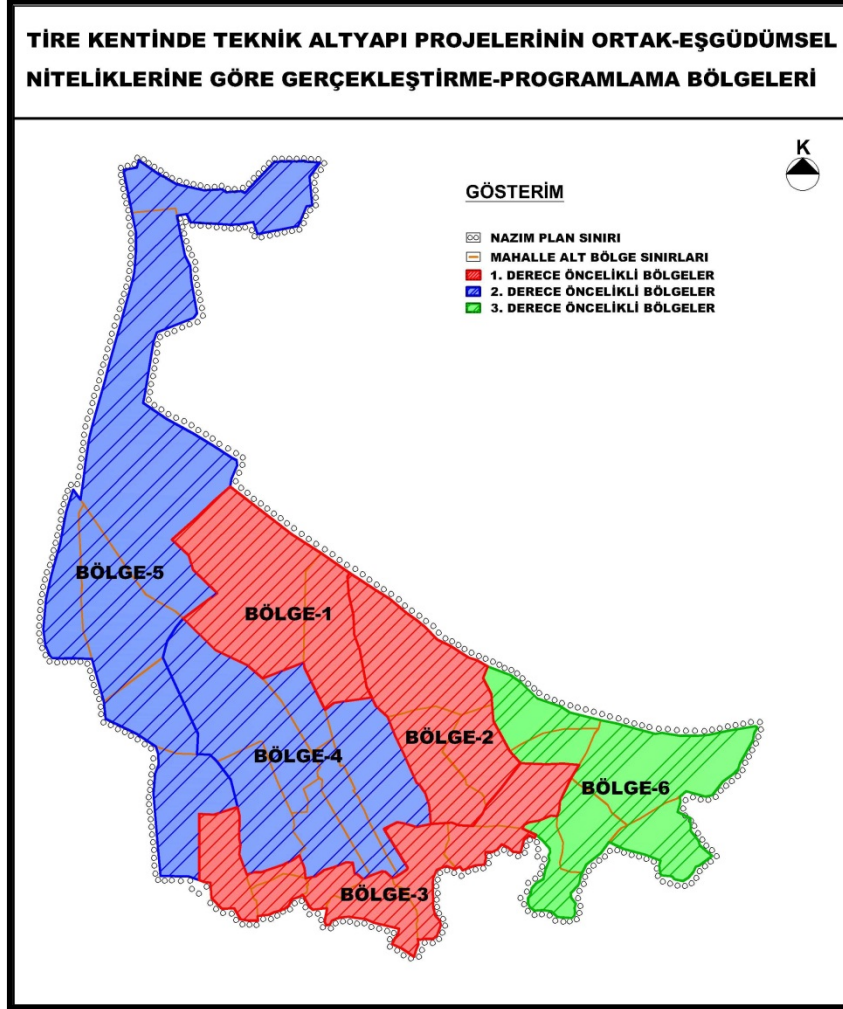 TİRE KENTİNDE TEKNİK ALTYAPI PROJELERİNİN ORTAK-EŞGÜDÜMSEL
NİTELİKLERİNE GÖRE GERÇEKLEŞTİRME-PROGRAMLAMA BÖLGELERİ
K
GÖSTERİM
NAZIM PLAN SINIRI
MAHALLE ALT BÖLGE SINIRLARI
1. DERECE ÖNCELİKLİ BÖLGELER
2. DERECE ÖNCELİKLİ BÖLGELER
3. DERECE ÖNCELİKLİ BÖLGELER
BÖLGE-5
BÖLGE-1
BÖLGE-2
BÖLGE-4
BÖLGE-6
BÖLGE-3